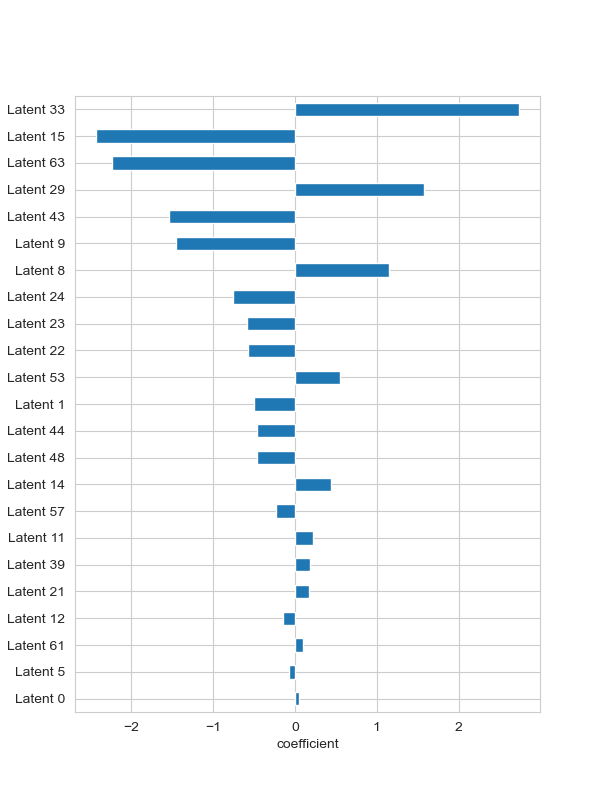 Latent 33
Latent 15
Latent 63
Latent 29
Latent 43
Latent 9
Latent 8
Latent 24
Latent 23
Latent 22
Latent 53
Latent 1
Latent 44
Latent 48
Latent 14
Latent 57
Latent 11
Latent 39
Latent 21
Latent 12
Latent 61
Latent 5
Latent 0
−2 −1 0 1 2
coefficient